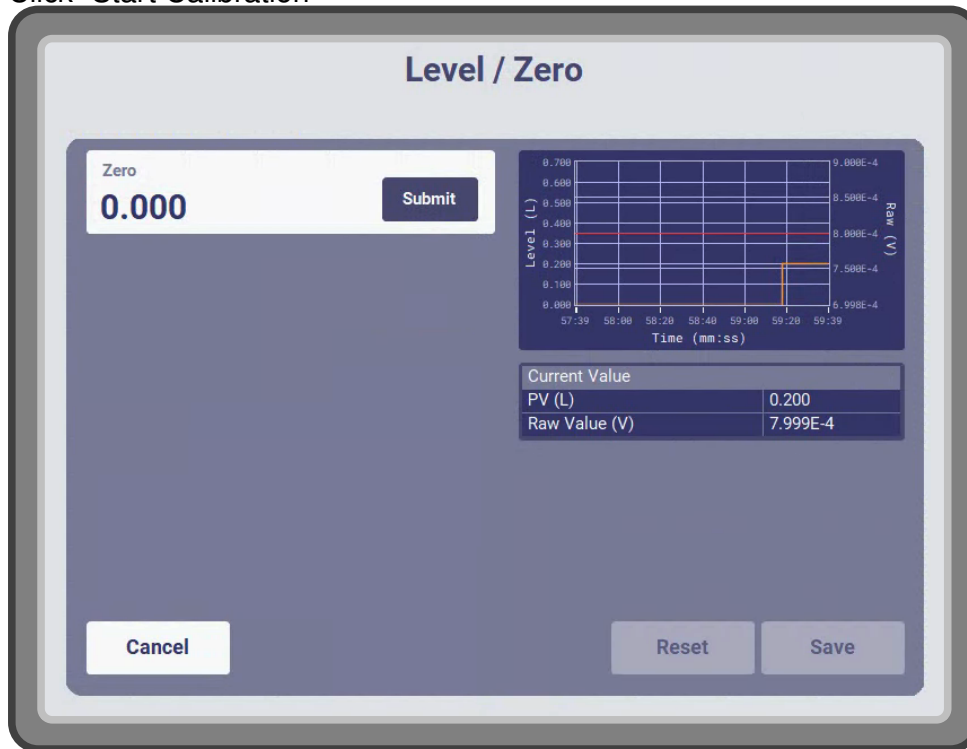 Click "Start Calibration"
Level / Zero
Zero
0.000
Submit
0.700
0.600
0.500
0.400
0.300
0.200
0.100
0.000
Level (L)
9.000E-4
8.500E-4
8.000E-4
7.500E-4
6.998E-4
Raw (V)
57:39 58:00 58:20 58:40 59:00 59:20 59:39
Time (mm:ss)
Current Value
PV (L) 0.200
Raw Value (V) 7.999E-4
Cancel Reset Save